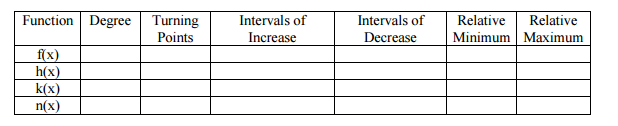 Function Degree Turning Points Intervals of Increase Intervals of Decrease Relative Minimum Relative Maximum
f(x)
h(x)
k(x)
n(x)